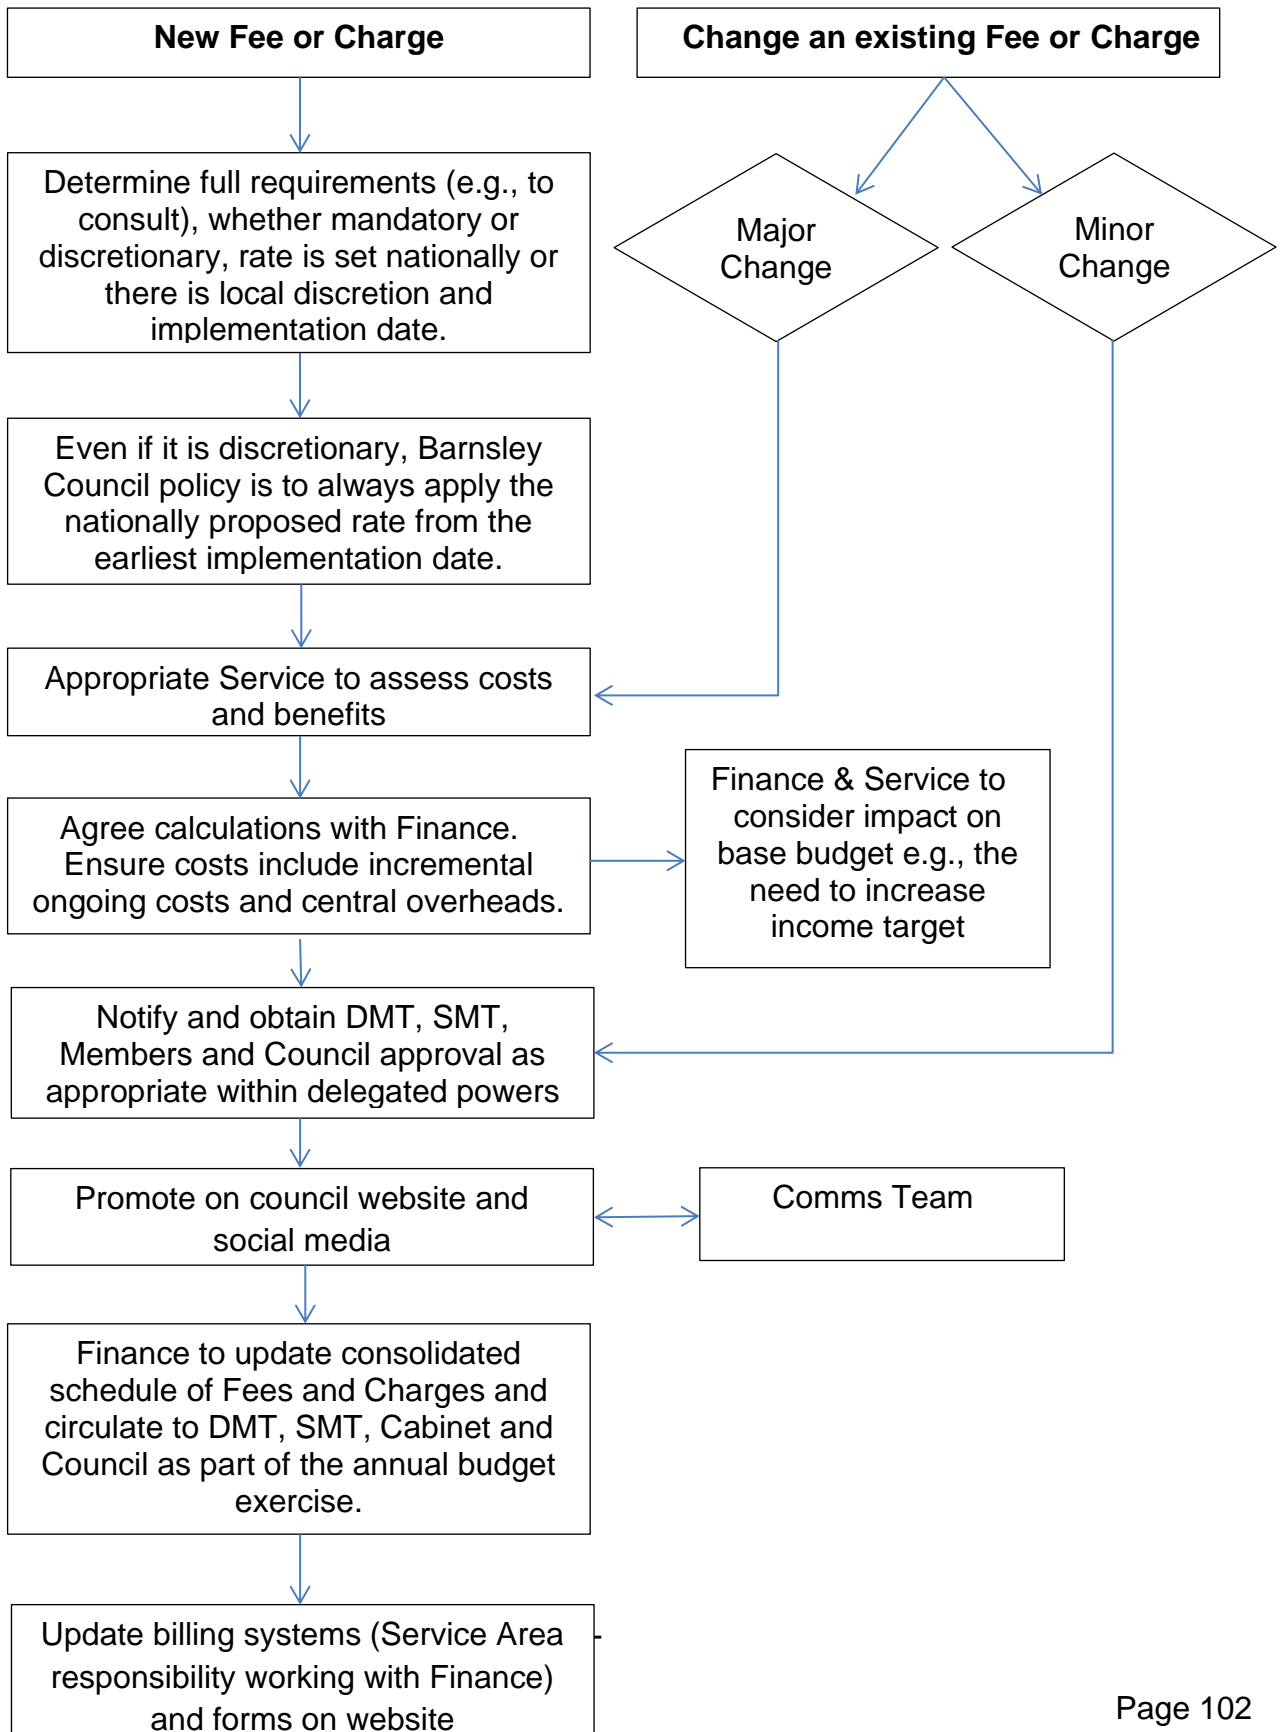 New Fee or Charge
Change an existing Fee or Charge
Determine full requirements (e.g., to
consult), whether mandatory or
discretionary, rate is set nationally or
there is local discretion and
implementation date.
Major
Change
Minor
Change
Even if it is discretionary, Barnsley
Council policy is to always apply the
nationally proposed rate from the
earliest implementation date.
Appropriate Service to assess costs
and benefits
Agree calculations with Finance.
Ensure costs include incremental
ongoing costs and central overheads.
Finance & Service to
consider impact on
base budget e.g., the
need to increase
income target
Notify and obtain DMT, SMT,
Members and Council approval as
appropriate within delegated powers
Promote on council website and
social media
Comms Team
Finance to update consolidated
schedule of Fees and Charges and
circulate to DMT, SMT, Cabinet and
Council as part of the annual budget
exercise.
Update billing systems (Service Area
responsibility working with Finance)
and forms on website
Page 102